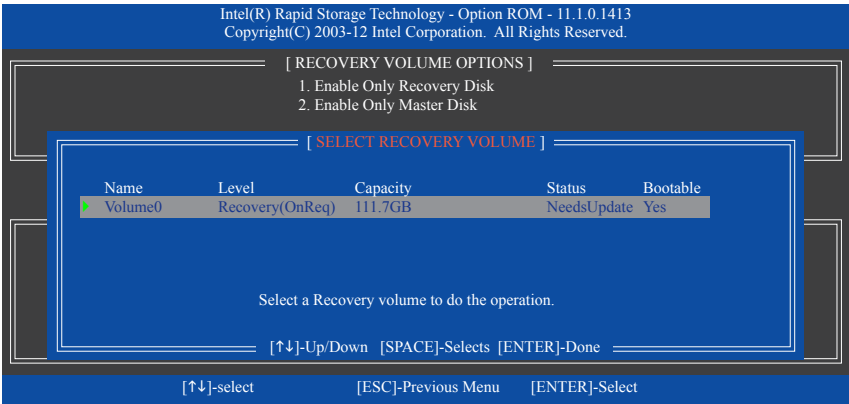 Intel(R) Rapid Storage Technology - Option ROM - 11.1.0.1413
Copyright(C) 2003-12 Intel Corporation. All Rights Reserved.
[ RECOVERY VOLUME OPTIONS ]
1. Enable Only Recovery Disk
2. Enable Only Master Disk
[ SELECT RECOVERY VOLUME ]
Name Level Capacity Status Bootable
Volume0 Recovery(OnReq) 111.7GB NeedsUpdate Yes
Select a Recovery volume to do the operation.
[↑↓]-Up/Down [SPACE]-Selects [ENTER]-Done
[↑↓]-select [ESC]-Previous Menu [ENTER]-Select